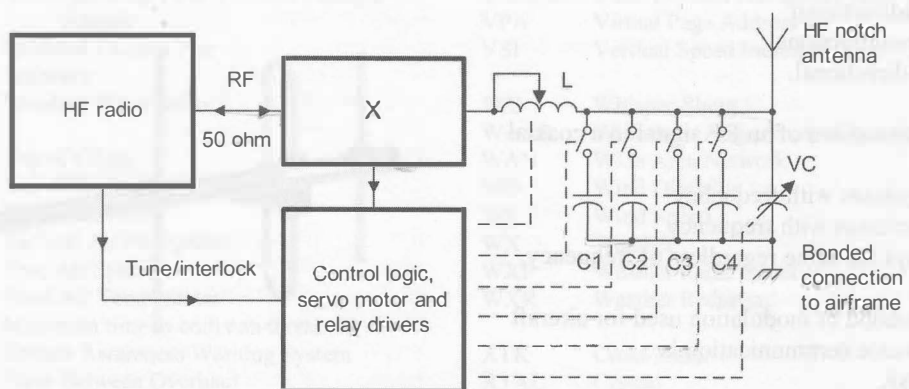 HF radio
RF
50 ohm
X
L
HF notch
antenna
VC
C1 C2 C3 C4
Bonded
connection
to airframe
Tune/interlock
Control logic,
servo motor and
relay drivers